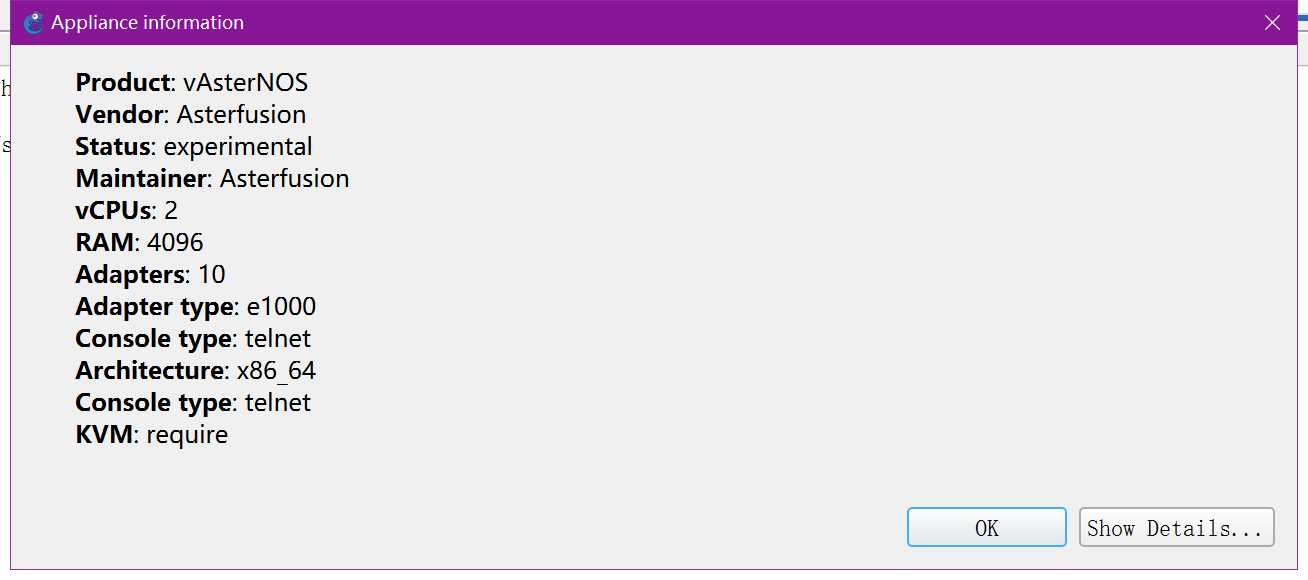 Appliance information
Product: vAsterNOS
Vendor: Asterfusion
Status: experimental
Maintainer: Asterfusion
vCPUs: 2
RAM: 4096
Adapters: 10
Adapter type: e1000
Console type: telnet
Architecture: x86_64
Console type: telnet
KVM: require
OK
Show Details...